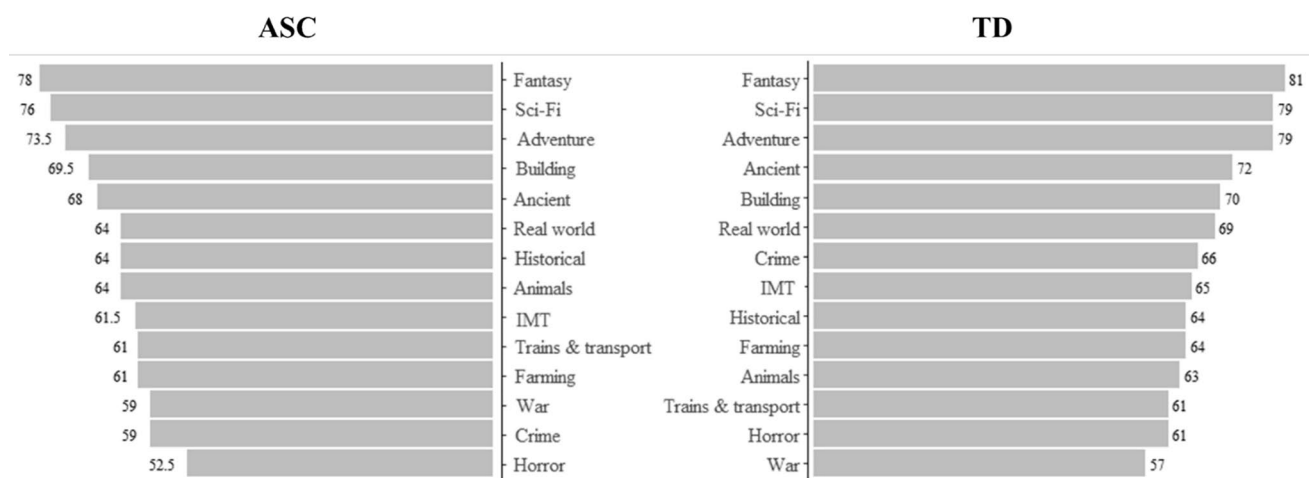 ASC TD
78 Fantasy Fantasy 81
76 Sci-Fi Sci-Fi 79
73.5 Adventure Adventure 79
69.5 Building Ancient 72
68 Ancient Building 70
64 Real world Real world 69
64 Historical Crime 66
64 Animals IMT 65
61.5 IMT Historical 64
61 Trains & transport Farming 64
61 Farming Animals 63
59 War Trains & transport 61
59 Crime Horror 61
52.5 Horror War 57